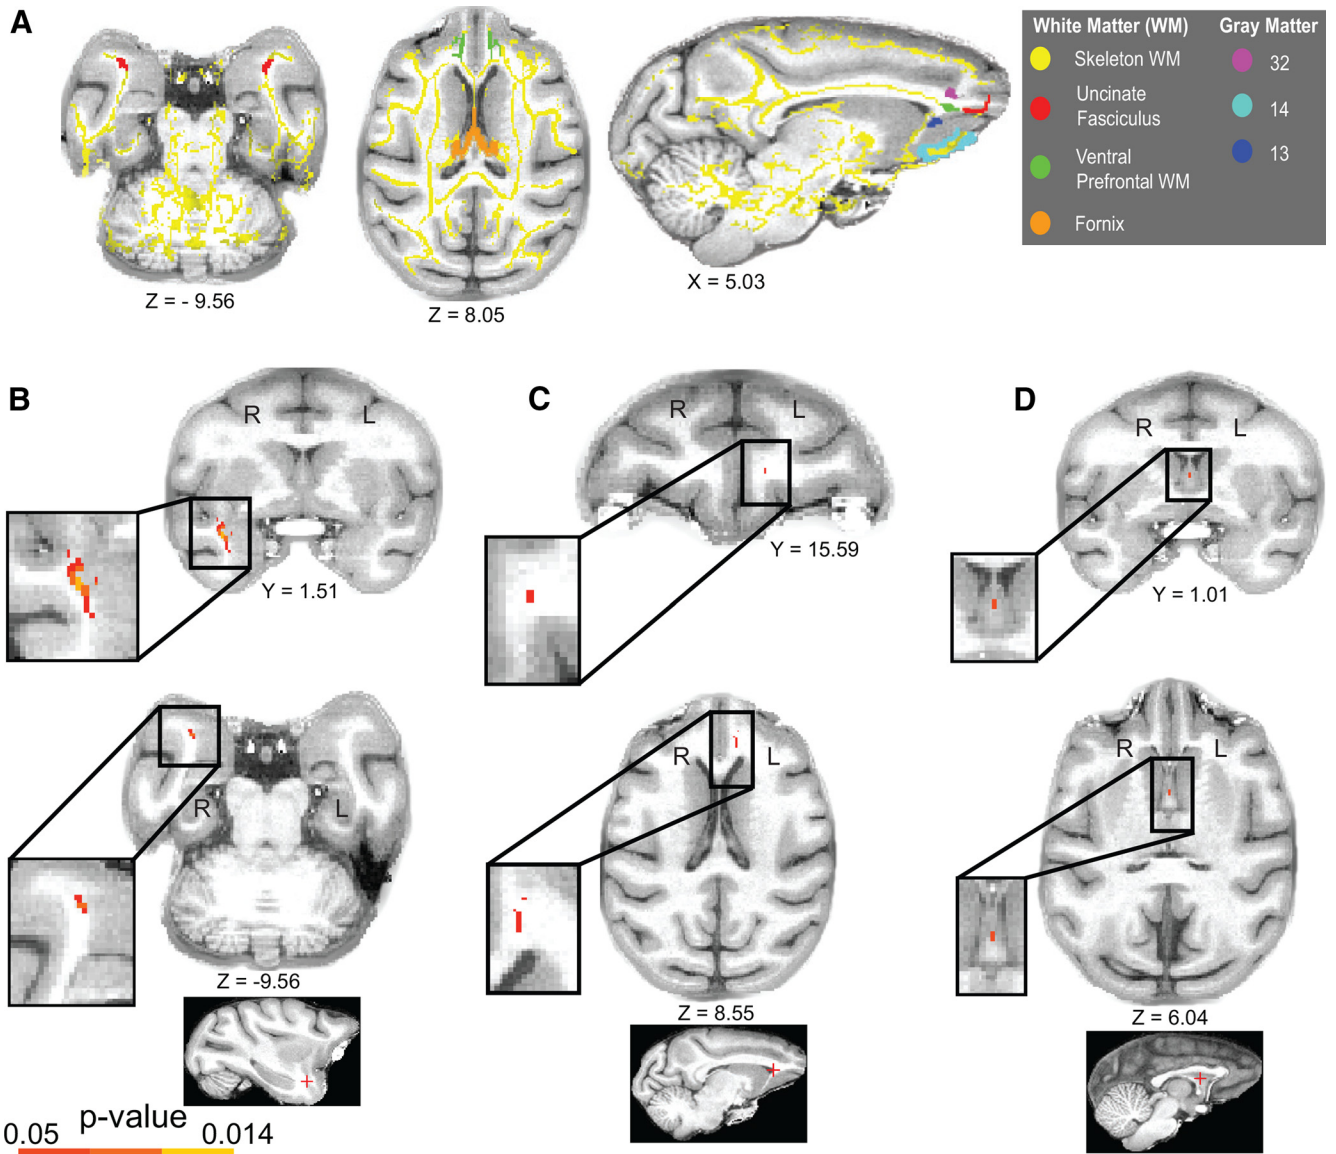 A
Z = - 9.56
Z = 8.05
X = 5.03
White Matter (WM)
Skeleton WM
Uncinate
Fasciculus
Ventral
Prefrontal WM
Fornix
Gray Matter
32
14
13
B
R L
Y = 1.51
R L
Z = -9.56
C
R L
Y = 15.59
R L
Z = 8.55
D
R L
Y = 1.01
R L
Z = 6.04
p-value
0.05 0.014